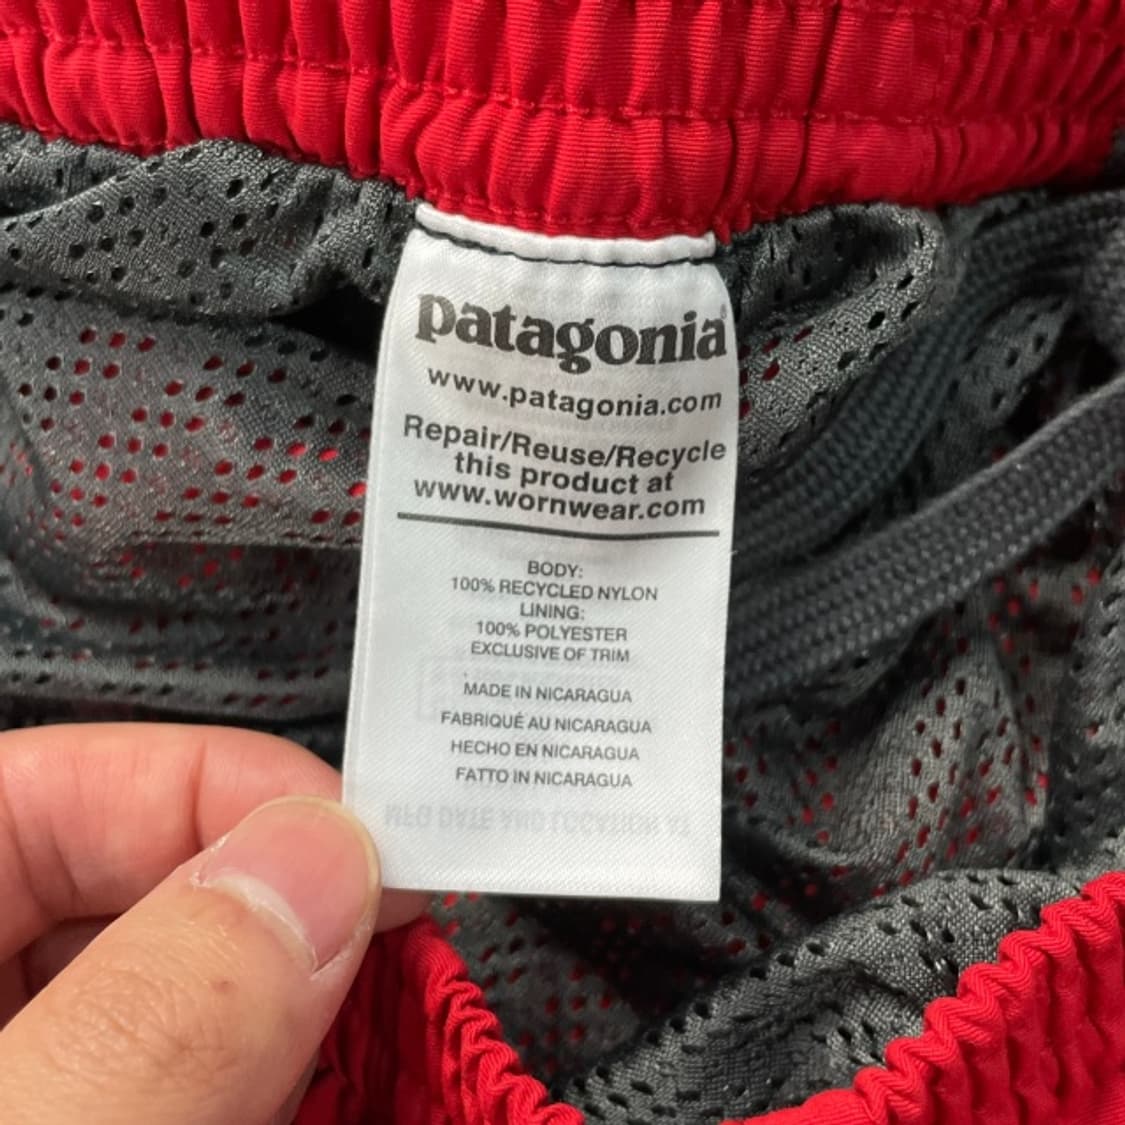 patagonia®
www.patagonia.com
Repair/Reuse/Recycle
this product at
www.wornwear.com
BODY:
100% RECYCLED NYLON
LINING:
100% POLYESTER
EXCLUSIVE OF TRIM
MADE IN NICARAGUA
FABRIQUÉ AU NICARAGUA
HECHO EN NICARAGUA
FATTO IN NICARAGUA